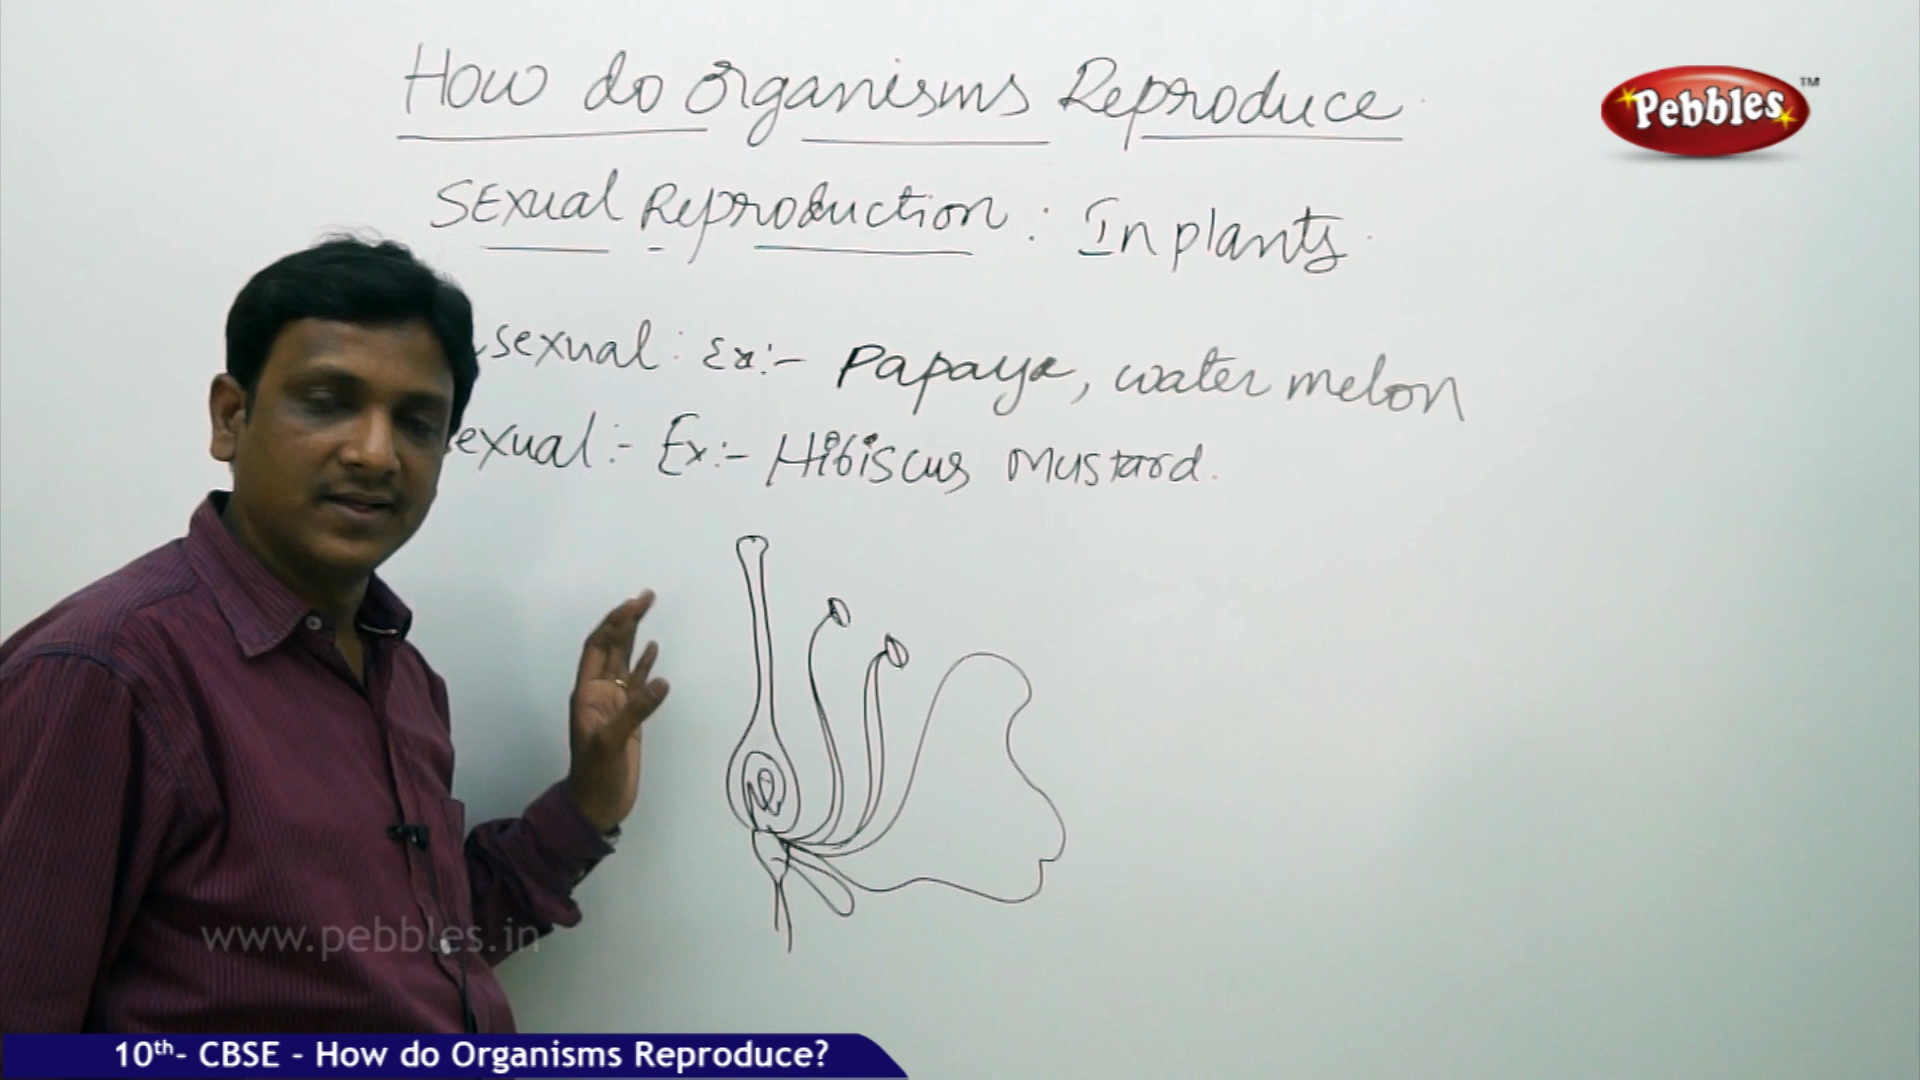 How do organisms Reproduce
Pebbles TM
SExual Reproduction : In plants
sexual : Ex:- Papaya, water melon
exual :- Ex:- Hibiscus Mustard.
www.pebbles.in
10th- CBSE - How do Organisms Reproduce?